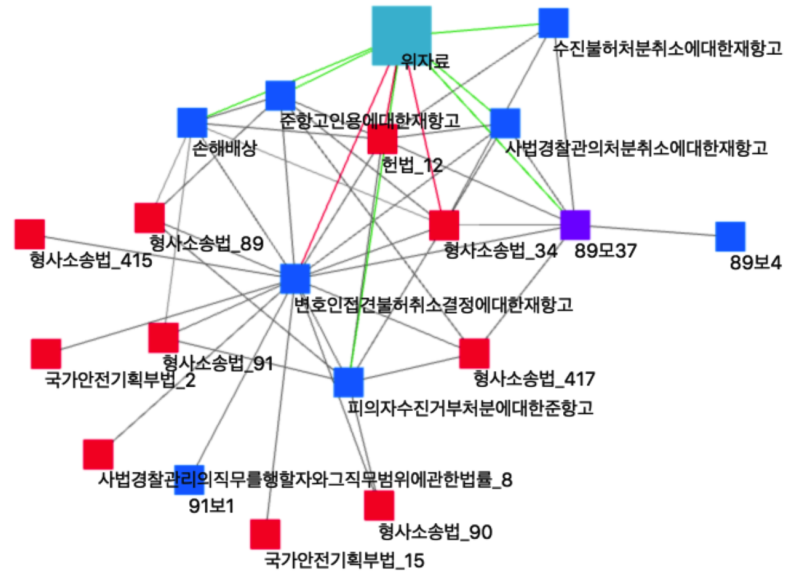 수진불허처분취소에대한재항고
위자료
준항고인용에대한재항고
손해배상
사법경찰관의처분취소에대한재항고
헌법_12
형사소송법_89
형사소송법_415
형사소송법_34
89모37
89보4
변호인접견불허취소결정에대한재항고
형사소송법_91
국가안전기획부법_2
형사소송법_417
피의자수진거부처분에대한준항고
사법경찰관리의직무를행할자와그직무범위에관한법률_8
91보1
형사소송법_90
국가안전기획부법_15